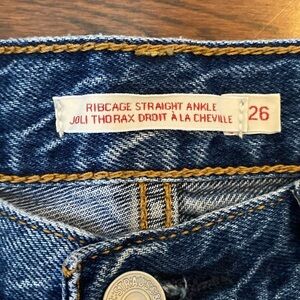 RIBCAGE STRAIGHT ANKLE
JOLI THORAX DROIT À LA CHEVILLE
26